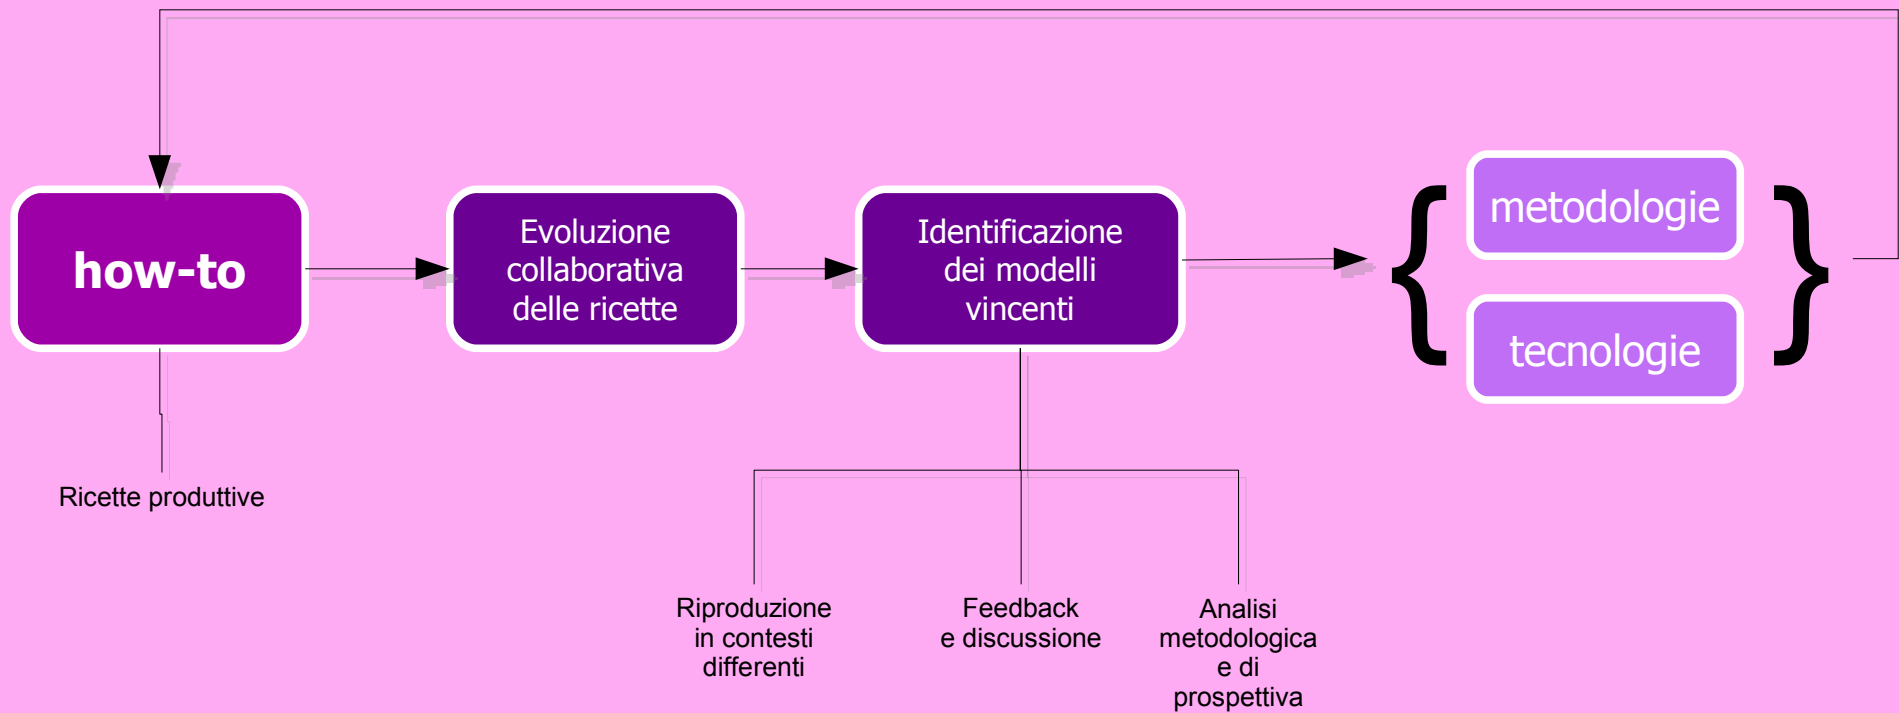 how-to
Evoluzione
collaborativa
delle ricette
Identificazione
dei modelli
vincenti
{
metodologie
tecnologie
}
Ricette produttive
Riproduzione
in contesti
differenti
Feedback
e discussione
Analisi
metodologica
e di
prospettiva